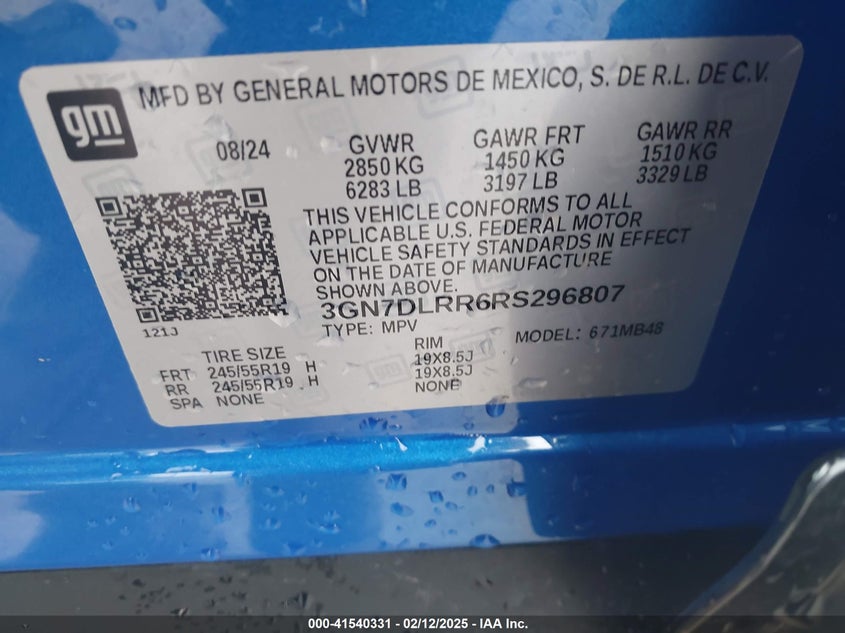 gm
MFD BY GENERAL MOTORS DE MEXICO, S. DE R.L. DE C.V.
08/24
GVWR
2850 KG
6283 LB
GAWR FRT
1450 KG
3197 LB
GAWR RR
1510 KG
3329 LB
THIS VEHICLE CONFORMS TO ALL
APPLICABLE U.S. FEDERAL MOTOR
VEHICLE SAFETY STANDARDS IN EFFECT
ON THE DATE OF MANUFACTURE
SHOWN ABOVE.
3GN7DLRR6RS296807
TYPE: MPV
MODEL: 671MB48
121J
TIRE SIZE
RIM
FRT 245/55R19 H 19X8.5J
RR 245/55R19 H 19X8.5J
SPA NONE NONE
000-41540331 - 02/12/2025 - IAA Inc.